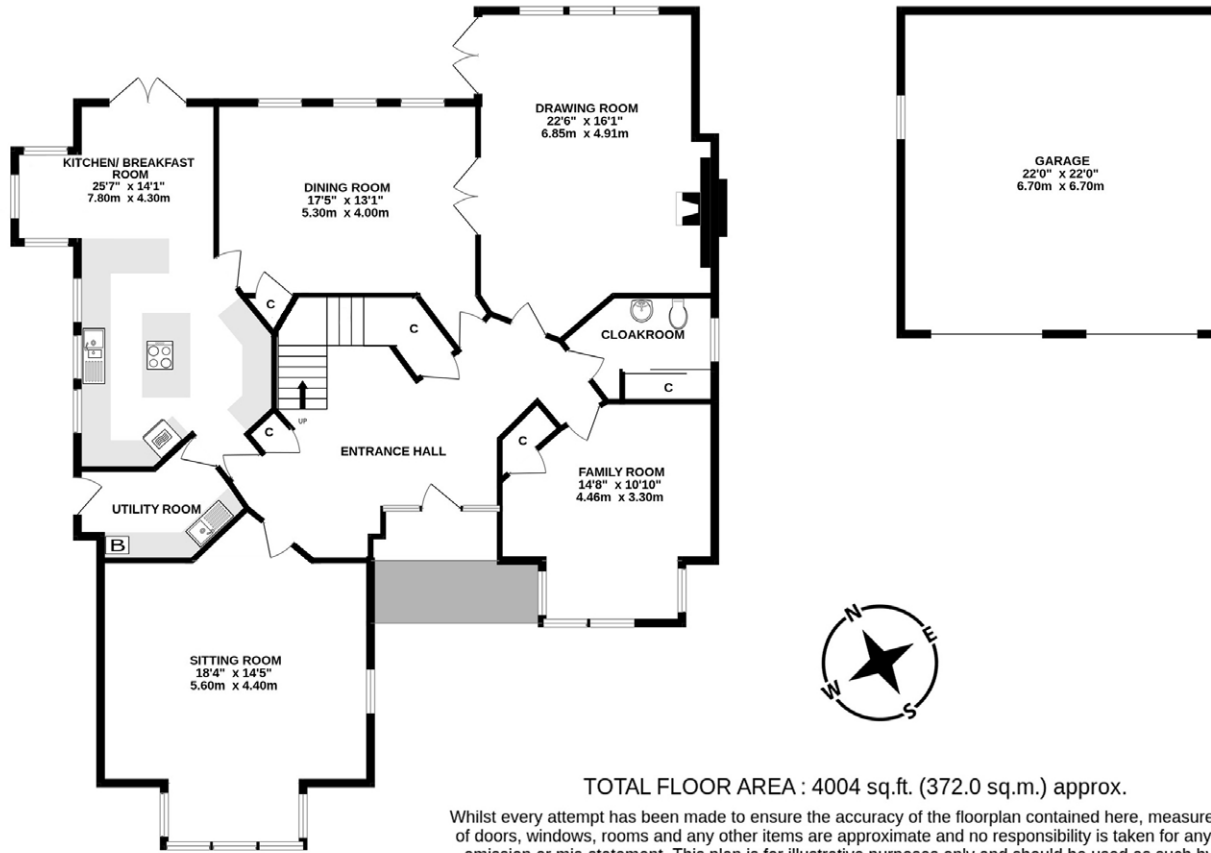 DRAWING ROOM
22'6" x 16'1"
6.85m x 4.91m
KITCHEN/ BREAKFAST
ROOM
25'7" x 14'1"
7.80m x 4.30m
DINING ROOM
17'5" x 13'1"
5.30m x 4.00m
GARAGE
22'0" x 22'0"
6.70m x 6.70m
C
C
CLOAKROOM
C
UP
C
C
ENTRANCE HALL
FAMILY ROOM
14'8" x 10'10"
4.46m x 3.30m
UTILITY ROOM
B
SITTING ROOM
18'4" x 14'5"
5.60m x 4.40m
N
E
W
S
TOTAL FLOOR AREA : 4004 sq.ft. (372.0 sq.m.) approx.
Whilst every attempt has been made to ensure the accuracy of the floorplan contained here, measure
of doors, windows, rooms and any other items are approximate and no responsibility is taken for any